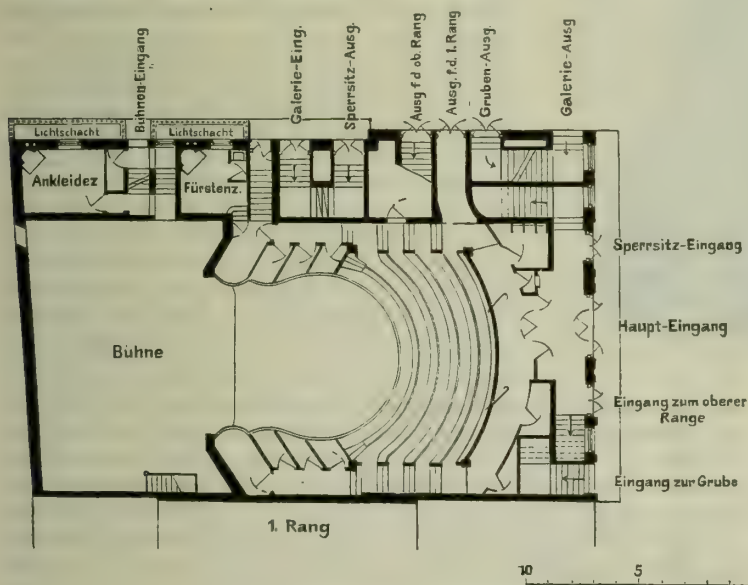 Bühnen-Eingang
Galerie-Eing.
Sperrsitz-Ausg.
Ausg f d ob. Rang
Ausg. f.d. 1. Rang
Gruben-Ausg.
Galerie-Ausg
Lichtschacht
Lichtschacht
Ankleidez
Fürstenz.
Sperrsitz-Eingang
Haupt-Eingang
Bühne
Eingang zum oberer
Range
Eingang zur Grube
1. Rang
10 5